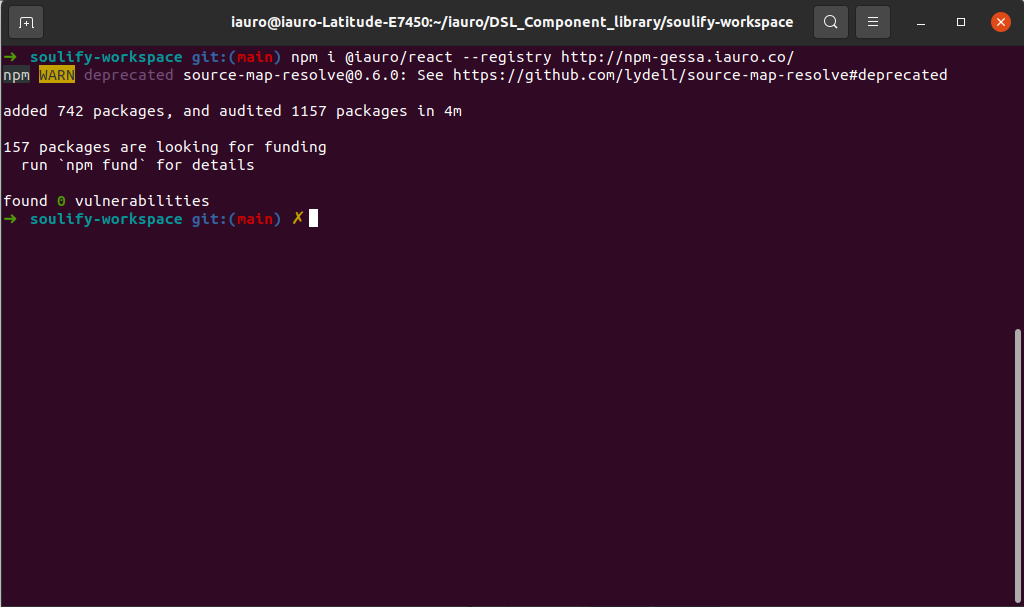 iauro@iauro-Latitude-E7450:~/iauro/DSL_Component_library/soulify-workspace
➜ soulify-workspace git:(main) npm i @iauro/react --registry http://npm-gessa.iauro.co/
npm WARN deprecated source-map-resolve@0.6.0: See https://github.com/lydell/source-map-resolve#deprecated
added 742 packages, and audited 1157 packages in 4m
157 packages are looking for funding
run `npm fund` for details
found 0 vulnerabilities
➜ soulify-workspace git:(main) ✗